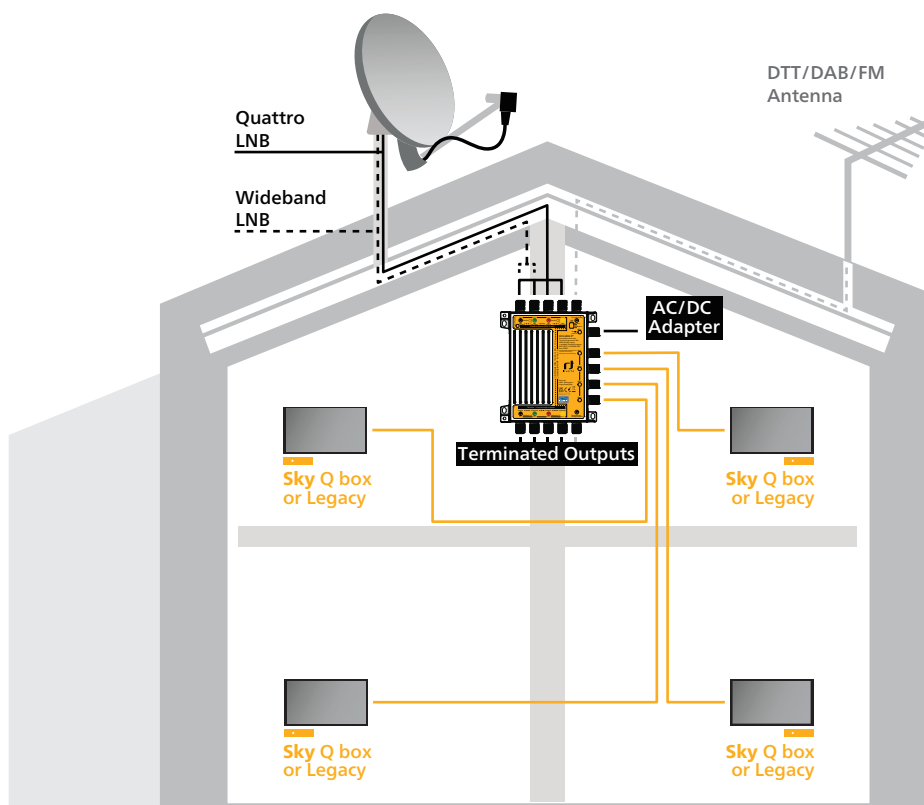 DTT/DAB/FM
Antenna
Quattro
LNB
Wideband
LNB
AC/DC
Adapter
Terminated Outputs
Sky Q box
or Legacy
Sky Q box
or Legacy
Sky Q box
or Legacy
Sky Q box
or Legacy